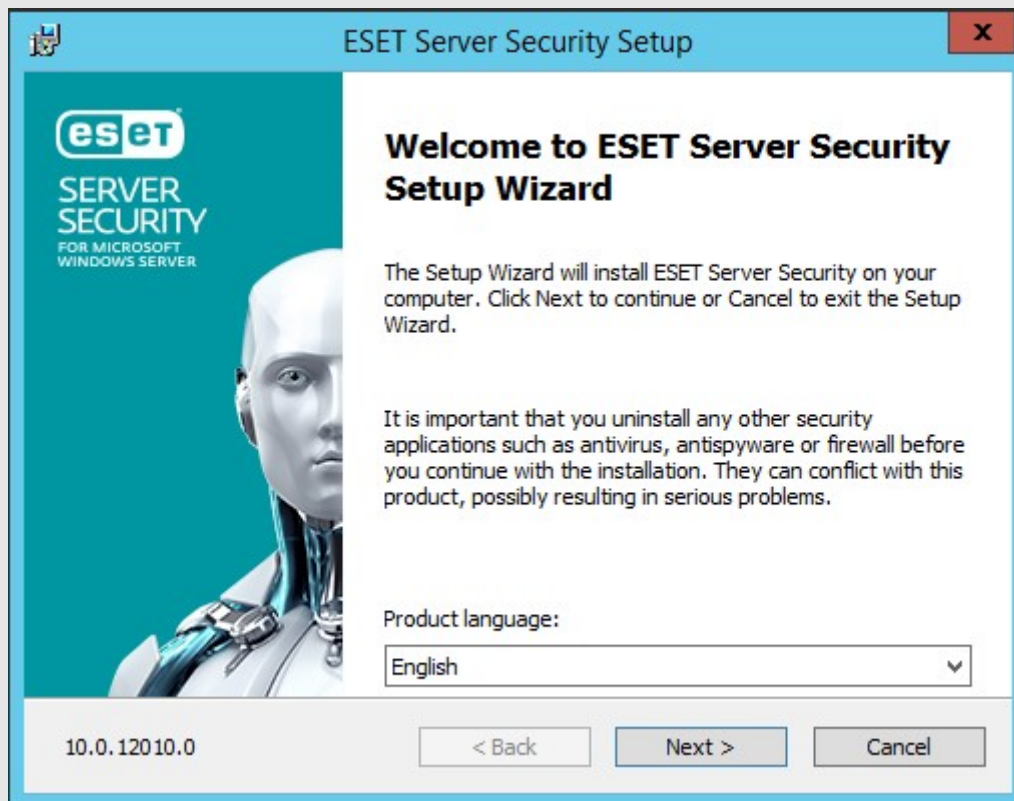 ESET Server Security Setup
x
eset
SERVER
SECURITY
FOR MICROSOFT
WINDOWS SERVER
Welcome to ESET Server Security
Setup Wizard
The Setup Wizard will install ESET Server Security on your
computer. Click Next to continue or Cancel to exit the Setup
Wizard.
It is important that you uninstall any other security
applications such as antivirus, antispyware or firewall before
you continue with the installation. They can conflict with this
product, possibly resulting in serious problems.
Product language:
English
10.0.12010.0
< Back
Next >
Cancel